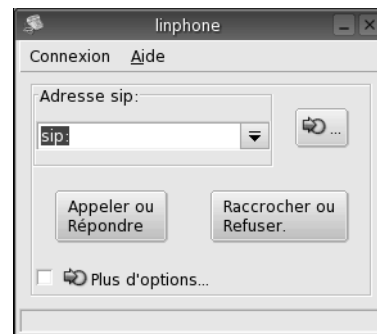 linphone
Connexion Aide
Adresse sip:
sip:
...
Appeler ou
Répondre
Raccrocher ou
Refuser.
Plus d'options...